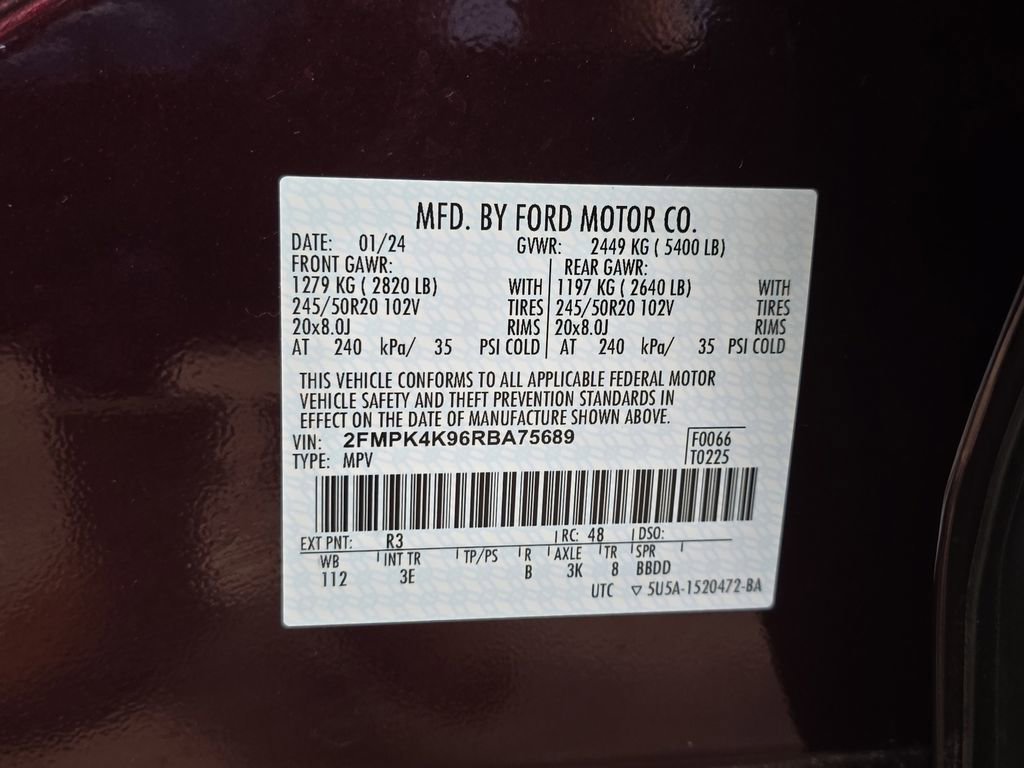 MFD. BY FORD MOTOR CO.
DATE: 01/24 GVWR: 2449 KG ( 5400 LB)
FRONT GAWR: REAR GAWR:
1279 KG ( 2820 LB) WITH 1197 KG ( 2640 LB) WITH
245/50R20 102V TIRES 245/50R20 102V TIRES
20x8.0J RIMS 20x8.0J RIMS
AT 240 kPa/ 35 PSI COLD AT 240 kPa/ 35 PSI COLD
THIS VEHICLE CONFORMS TO ALL APPLICABLE FEDERAL MOTOR
VEHICLE SAFETY AND THEFT PREVENTION STANDARDS IN
EFFECT ON THE DATE OF MANUFACTURE SHOWN ABOVE.
VIN: 2FMPK4K96RBA75689 F0066
TYPE: MPV T0225
EXT PNT: R3 RC: 48 DSO:
WB INT TR TP/PS R AXLE TR SPR
112 3E B 3K 8 BBDD
UTC ▽ 5U5A-1520472-BA